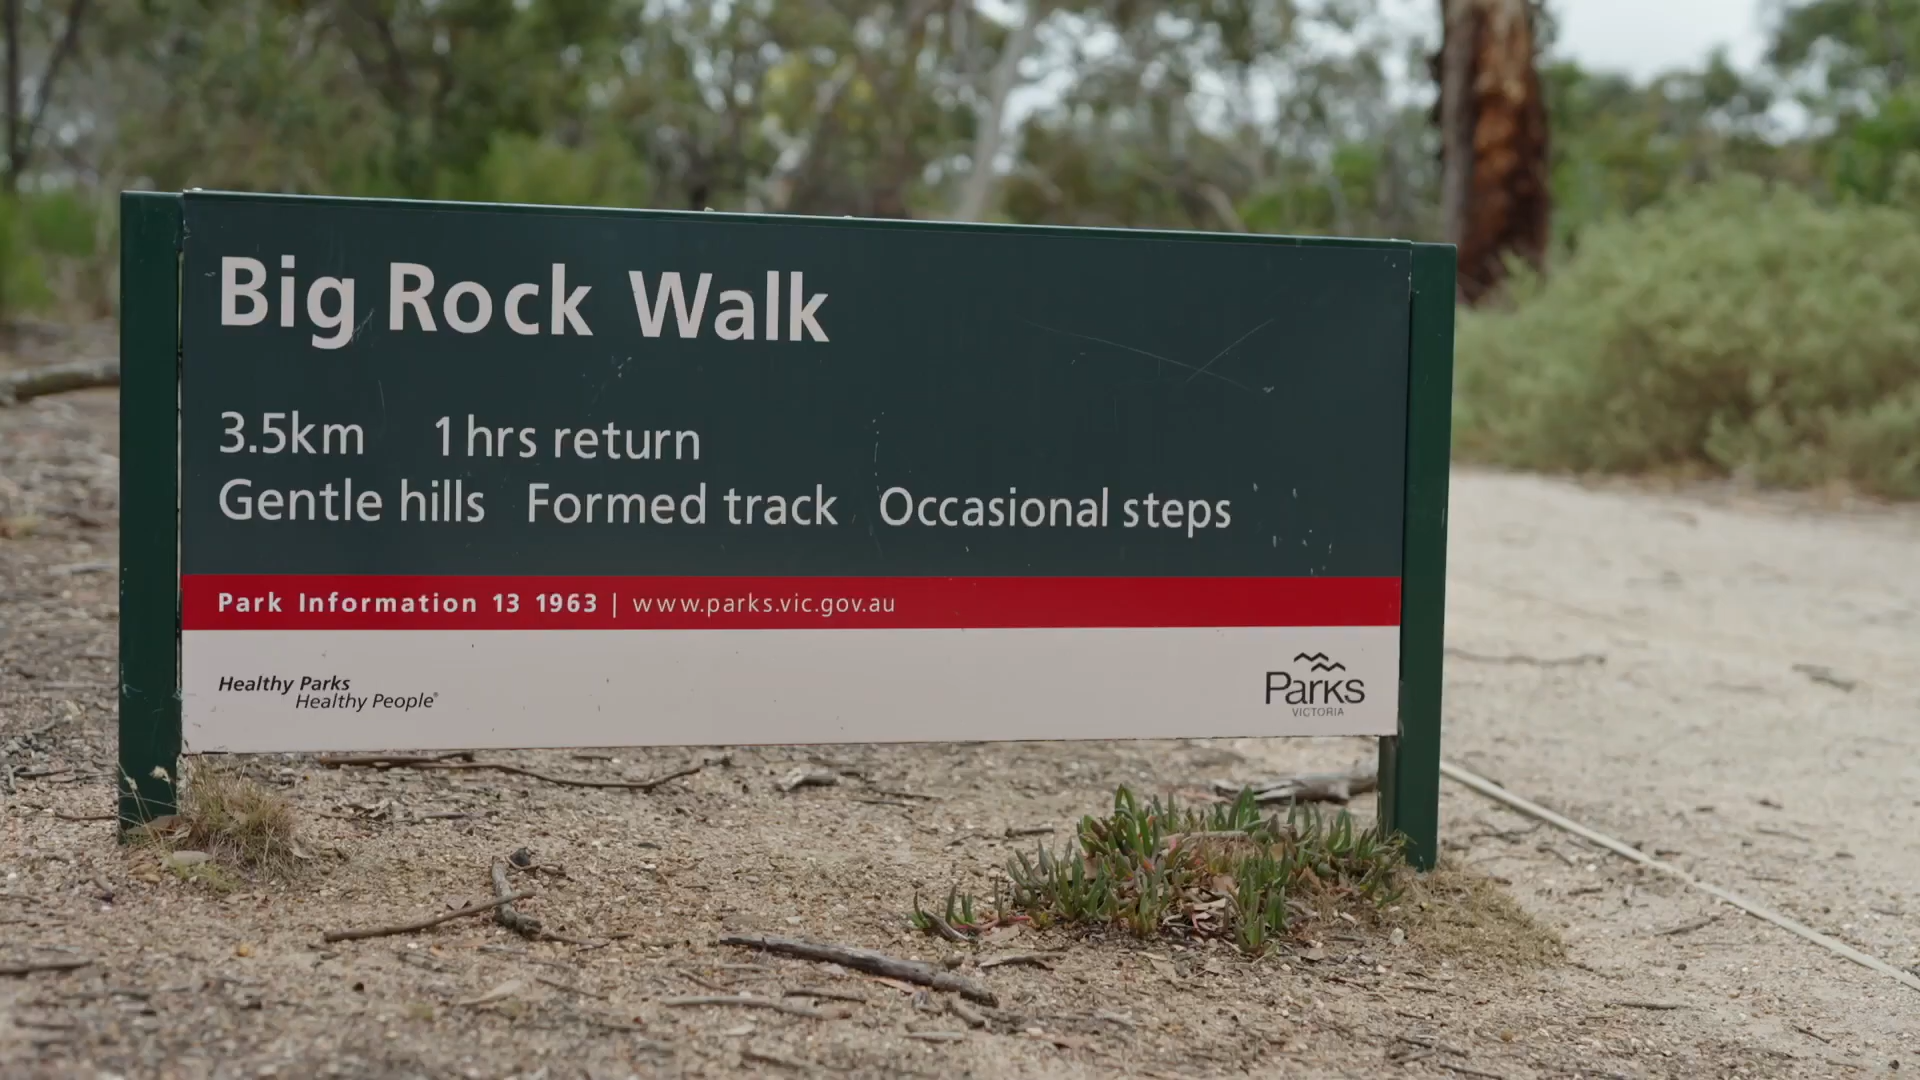 Big Rock Walk
3.5km 1 hrs return
Gentle hills Formed track Occasional steps
Park Information 13 1963 | www.parks.vic.gov.au
Healthy Parks
Healthy People®
Parks
VICTORIA